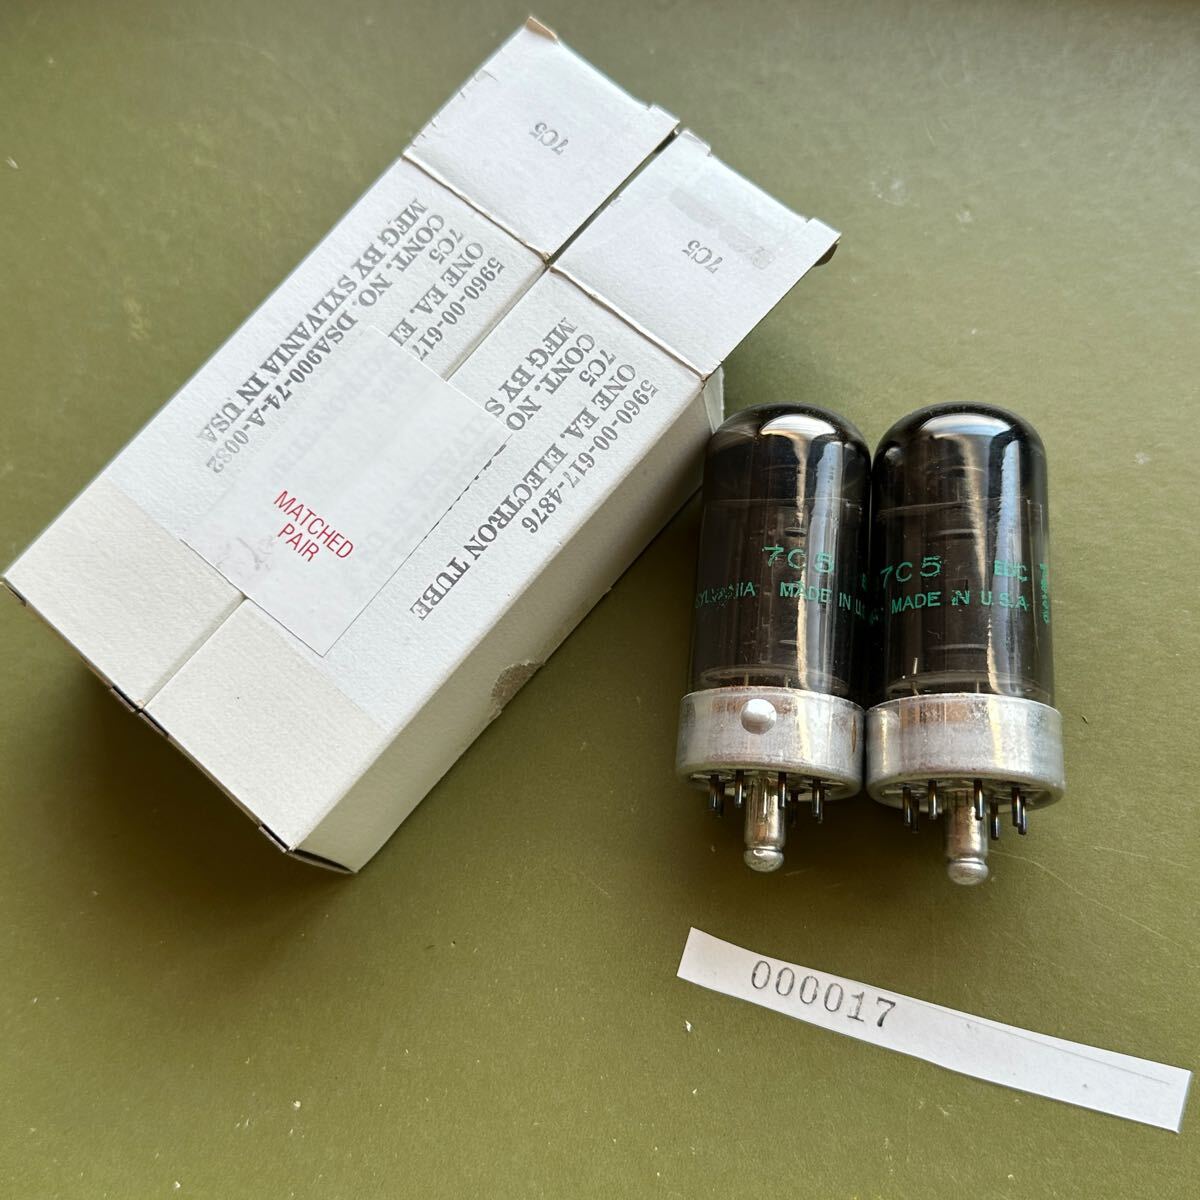 7C5
7C5
5960-00-617
7C5
ONE EA. EL
CONT. NO. DSA900-74-A-0082
MFG BY SYLVANIA IN USA
5960-00-617-4876
7C5
ONE EA. ELECTRON TUBE
CONT. NO
MFG BY S
MATCHED
PAIR
7C5
SYLVANIA MADE IN U.
7C5
MADE IN U.S.A.
000017